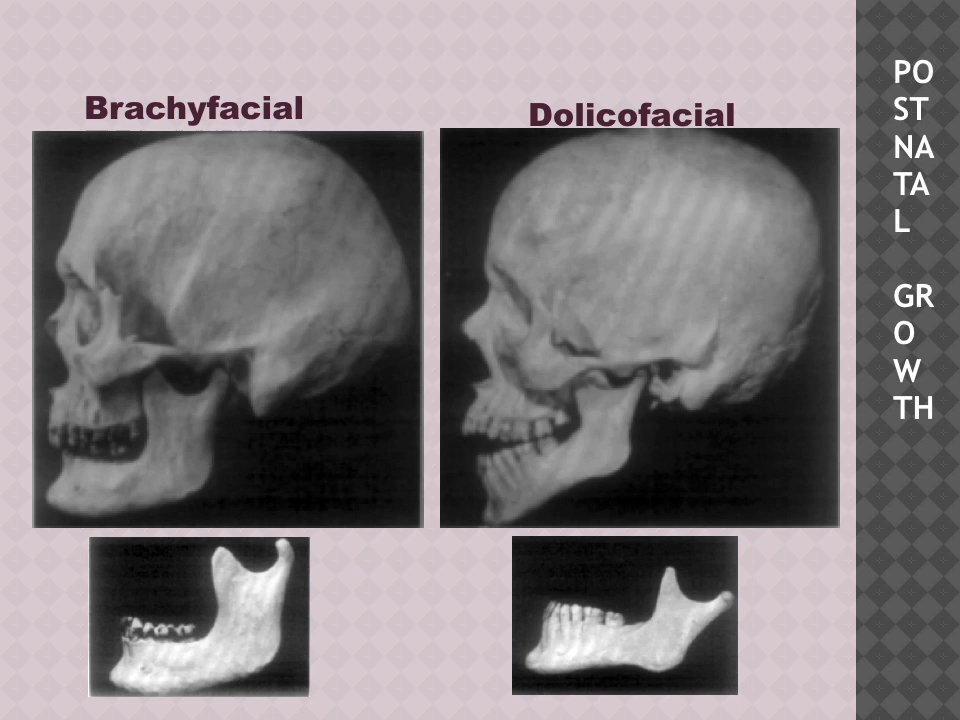 Brachyfacial
Dolicofacial
PO
ST
NA
TA
L
GR
O
W
TH